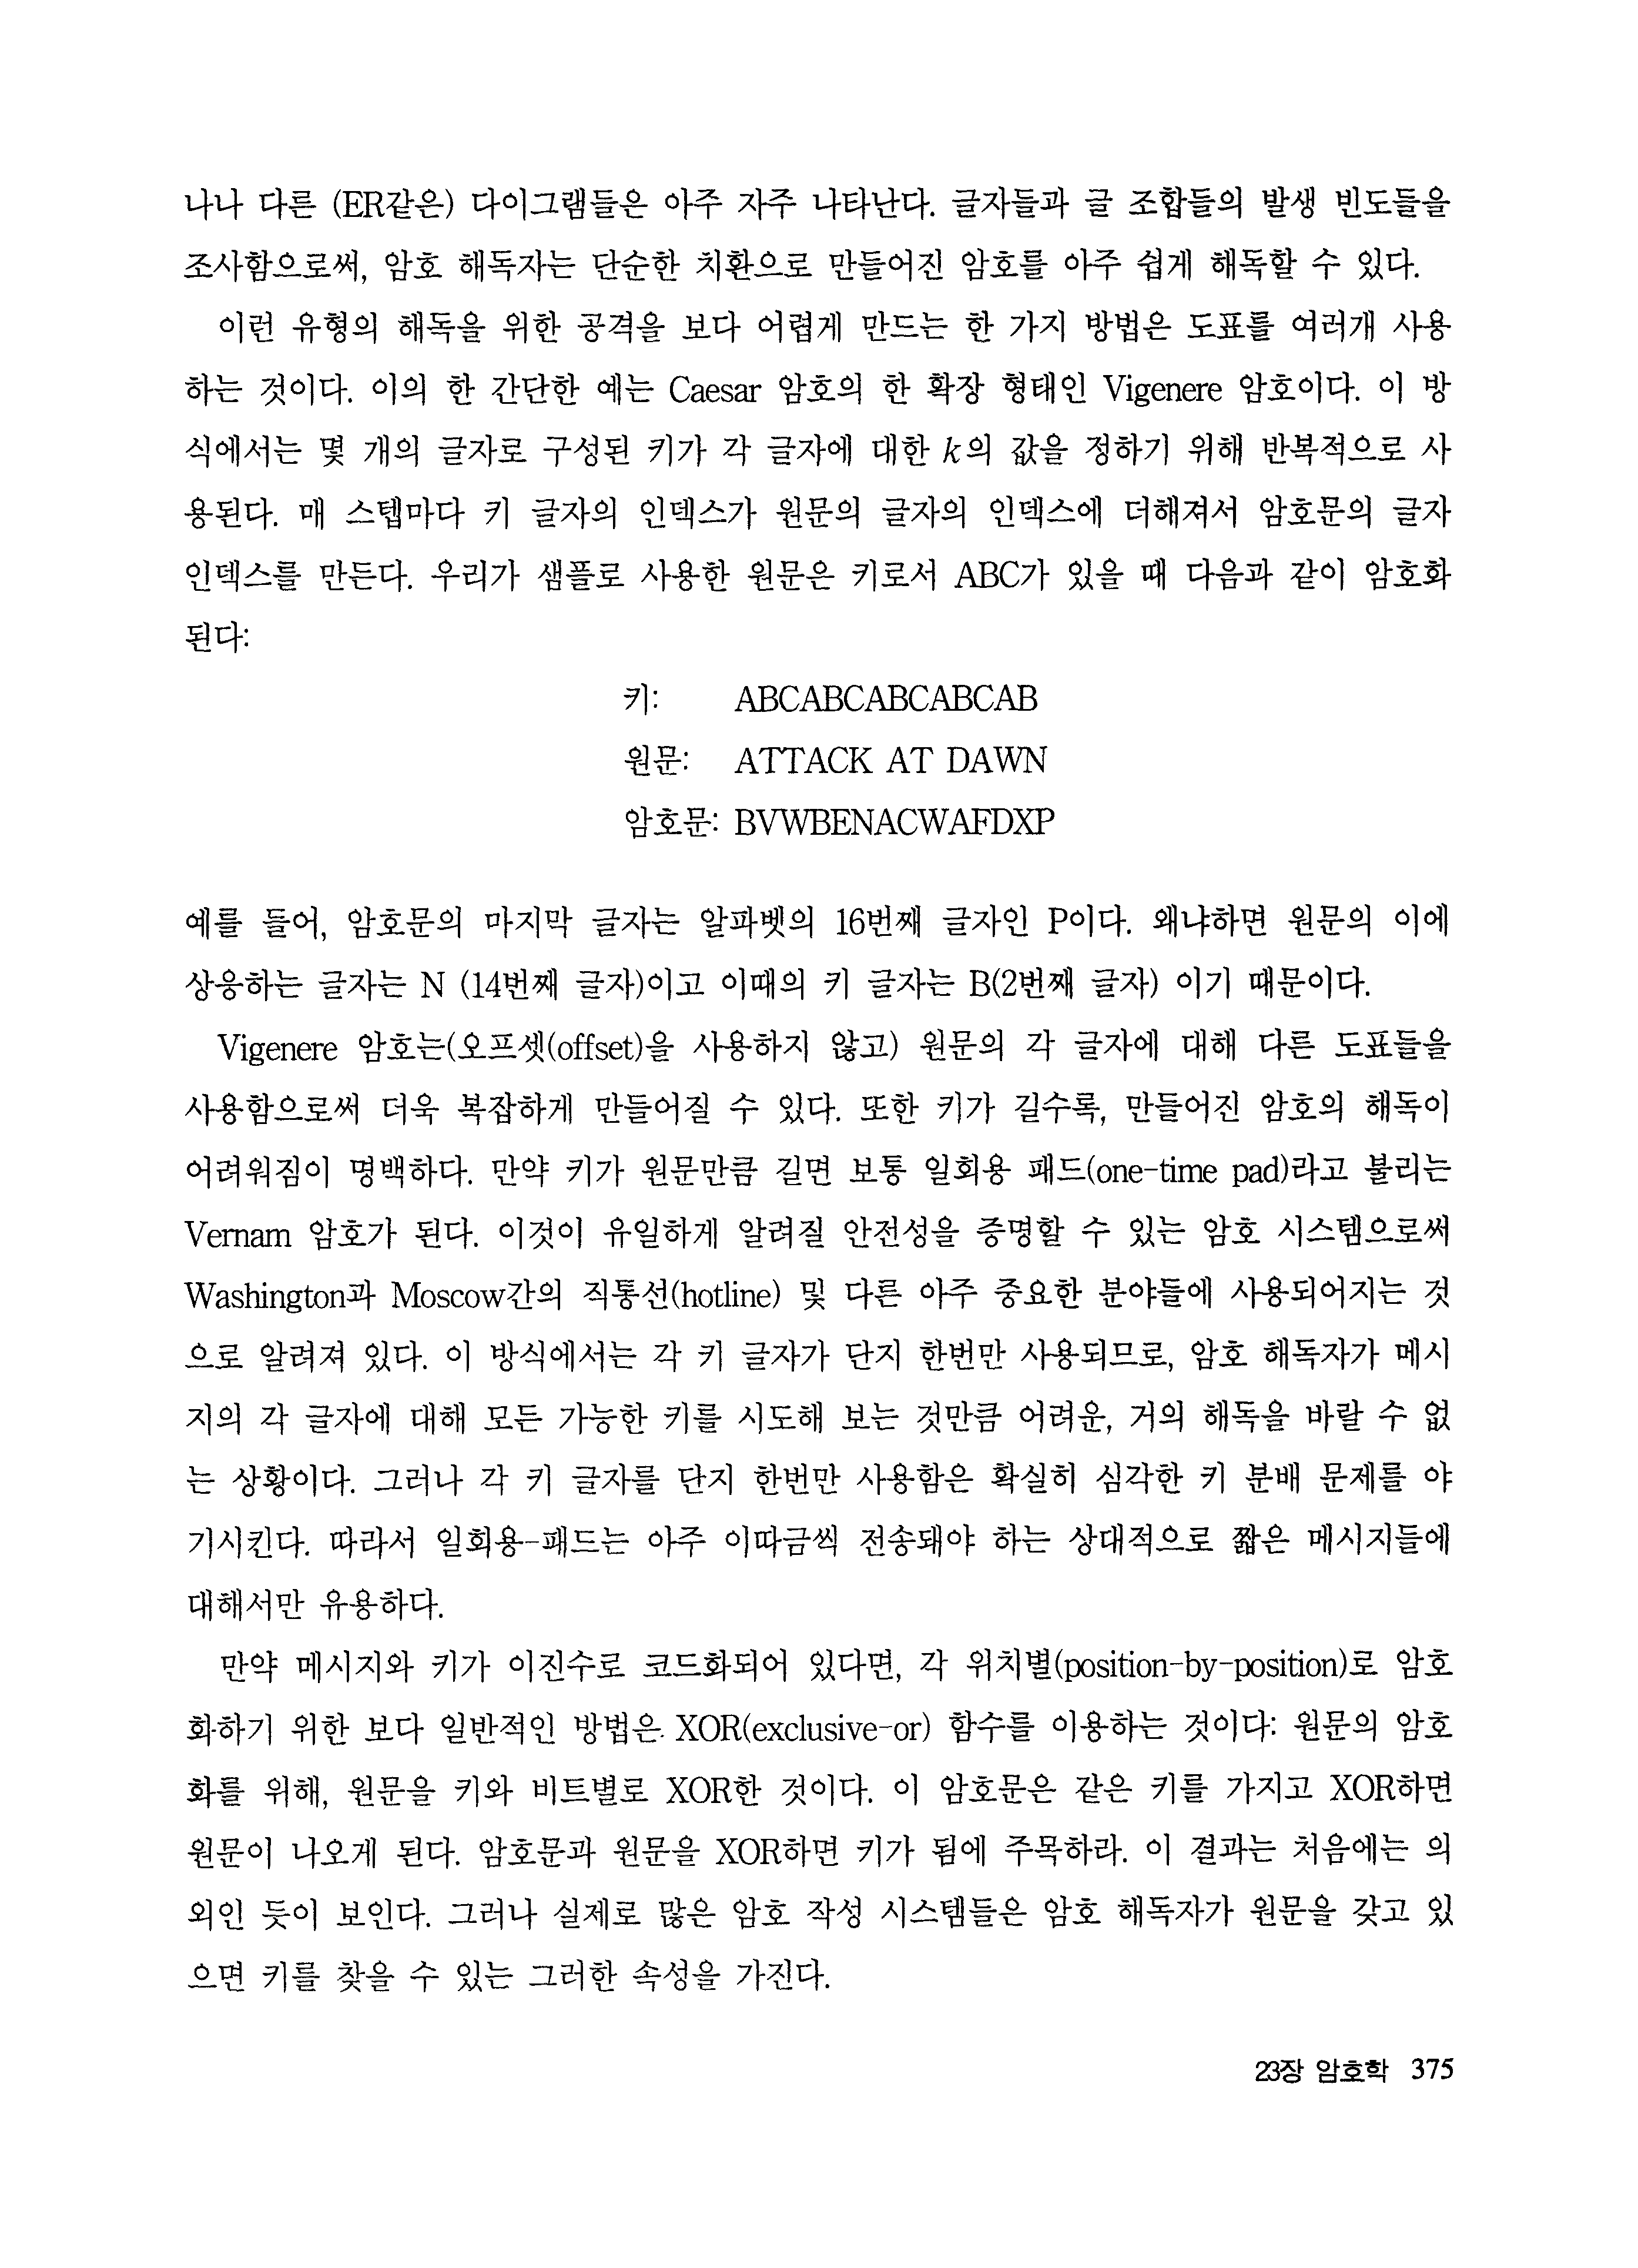 나나 다른 (ER같은) 다이그램들은 아주 자주 나타난다. 글자들과 글 조합들의 발생 빈도들을
조사함으로써, 암호 해독자는 단순한 치환으로 만들어진 암호를 아주 쉽게 해독할 수 있다.
이런 유형의 해독을 위한 공격을 보다 어렵게 만드는 한 가지 방법은 도표를 여러개 사용
하는 것이다. 이의 한 간단한 예는 Caesar 암호의 한 확장 형태인 Vigenere 암호이다. 이 방
식에서는 몇 개의 글자로 구성된 키가 각 글자에 대한 k의 값을 정하기 위해 반복적으로 사
용된다. 매 스텝마다 키 글자의 인덱스가 원문의 글자의 인덱스에 더해져서 암호문의 글자
인덱스를 만든다. 우리가 샘플로 사용한 원문은 키로서 ABC가 있을 때 다음과 같이 암호화
된다:
키: ABCABCABCABCAB
원문: ATTACK AT DAWN
암호문: BVWBENACWAFDXP
예를 들어, 암호문의 마지막 글자는 알파벳의 16번째 글자인 P이다. 왜냐하면 원문의 이에
상응하는 글자는 N (14번째 글자)이고 이때의 키 글자는 B(2번째 글자) 이기 때문이다.
Vigenere 암호는(오프셋(offset)을 사용하지 않고) 원문의 각 글자에 대해 다른 도표들을
사용함으로써 더욱 복잡하게 만들어질 수 있다. 또한 키가 길수록, 만들어진 암호의 해독이
어려워짐이 명백하다. 만약 키가 원문만큼 길면 보통 일회용 패드(one-time pad)라고 불리는
Vernam 암호가 된다. 이것이 유일하게 알려질 안전성을 증명할 수 있는 암호 시스템으로써
Washington과 Moscow간의 직통선(hotline) 및 다른 아주 중요한 분야들에 사용되어지는 것
으로 알려져 있다. 이 방식에서는 각 키 글자가 단지 한번만 사용되므로, 암호 해독자가 메시
지의 각 글자에 대해 모든 가능한 키를 시도해 보는 것만큼 어려운, 거의 해독을 바랄 수 없
는 상황이다. 그러나 각 키 글자를 단지 한번만 사용함은 확실히 심각한 키 분배 문제를 야
기시킨다. 따라서 일회용-패드는 아주 이따금씩 전송돼야 하는 상대적으로 짧은 메시지들에
대해서만 유용하다.
만약 메시지와 키가 이진수로 코드화되어 있다면, 각 위치별(position-by-position)로 암호
화하기 위한 보다 일반적인 방법은 XOR(exclusive-or) 함수를 이용하는 것이다: 원문의 암호
화를 위해, 원문을 키와 비트별로 XOR한 것이다. 이 암호문은 같은 키를 가지고 XOR하면
원문이 나오게 된다. 암호문과 원문을 XOR하면 키가 됨에 주목하라. 이 결과는 처음에는 의
외인 듯이 보인다. 그러나 실제로 많은 암호 작성 시스템들은 암호 해독자가 원문을 갖고 있
으면 키를 찾을 수 있는 그러한 속성을 가진다.
23장 암호학 375